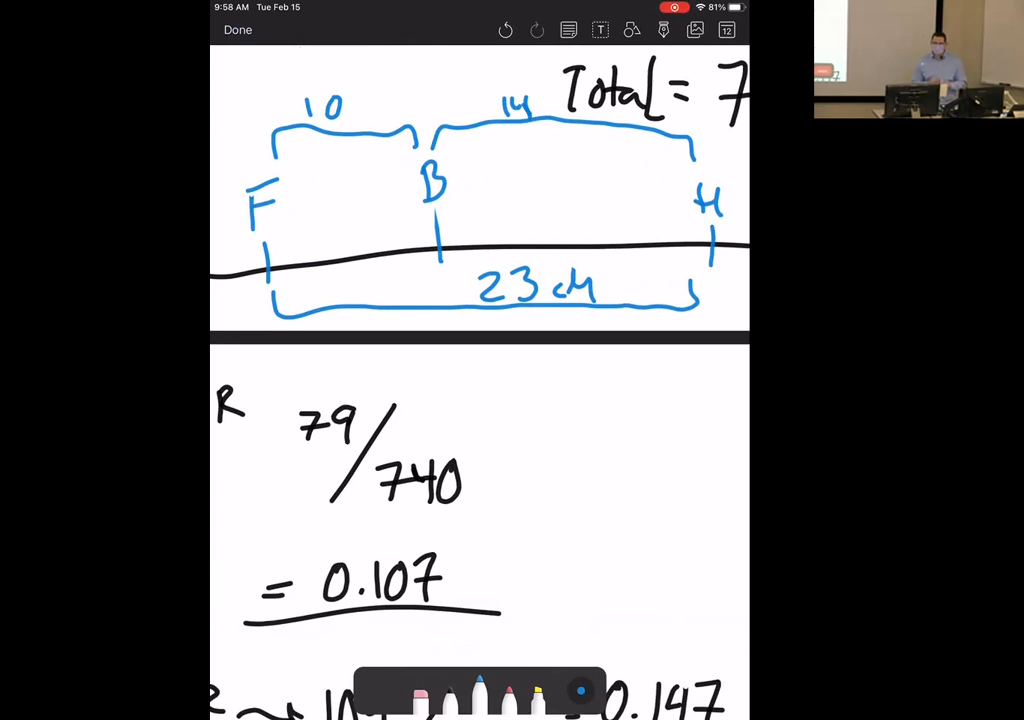 9:58 AM Tue Feb 15 81%
Done T 12
Total = 7
10 14
F B H
23 cM
R 79/740
= 0.107
0.147